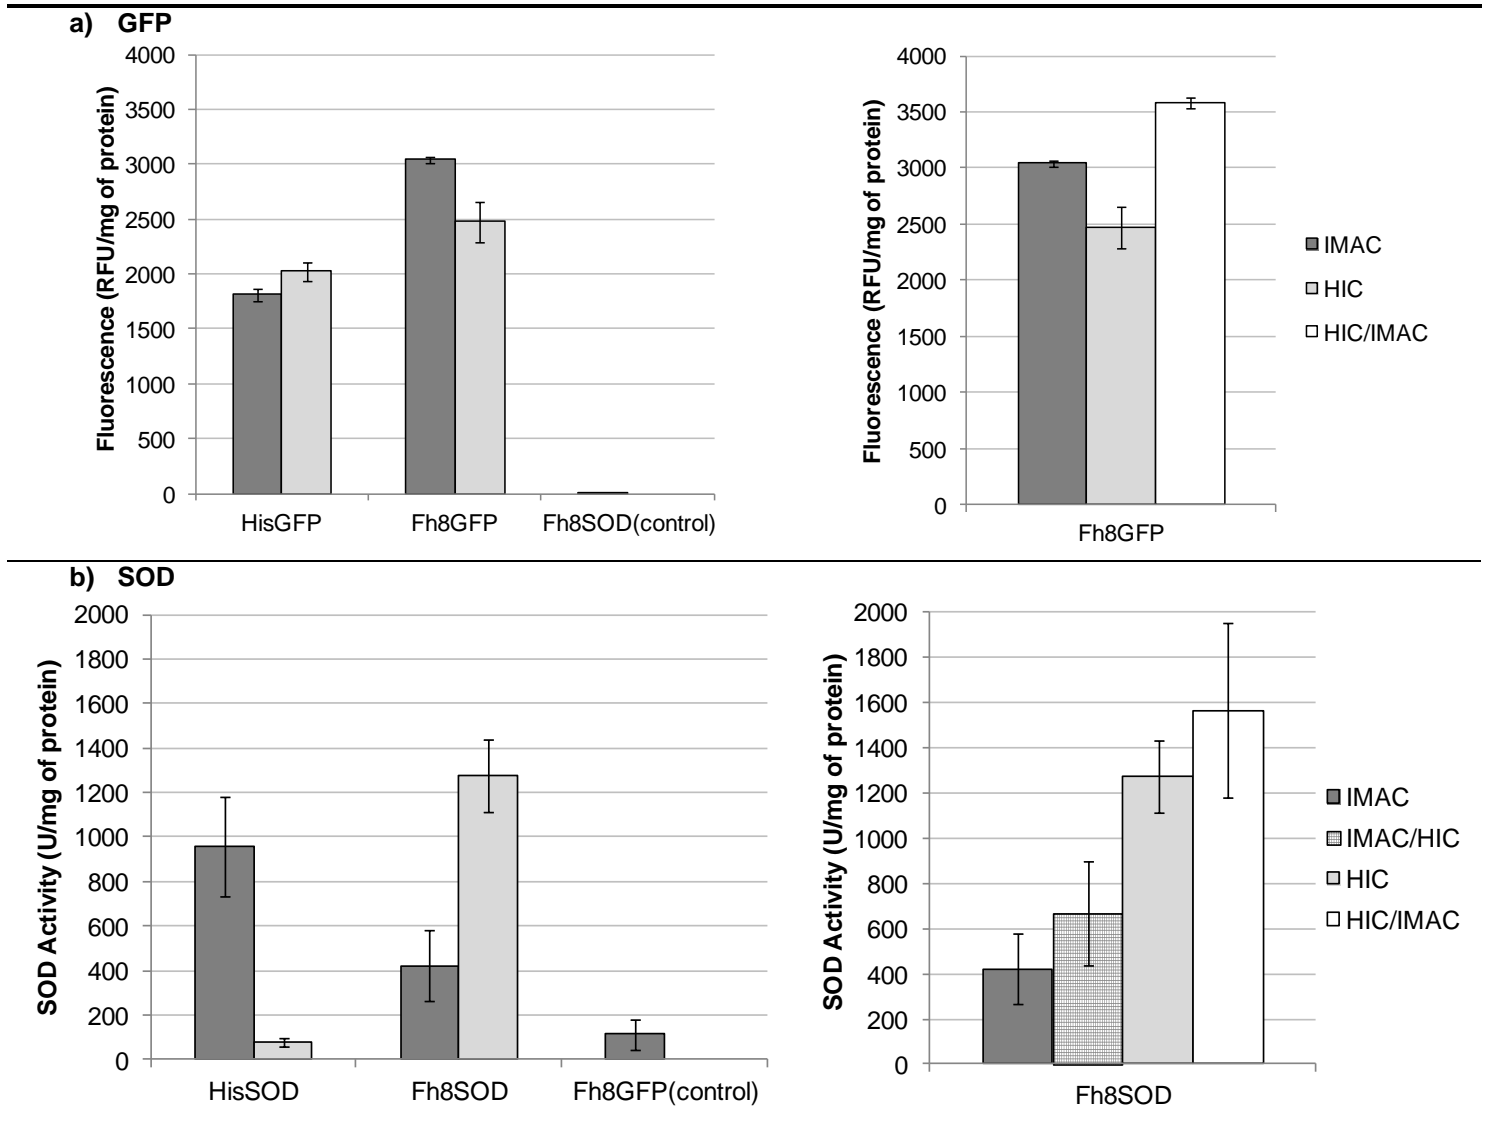 a) GFP
Fluorescence (RFU/mg of protein)
4000
3500
3000
2500
2000
1500
1000
500
0
HisGFP
Fh8GFP
Fh8SOD(control)
Fluorescence (RFU/mg of protein)
4000
3500
3000
2500
2000
1500
1000
500
0
Fh8GFP
IMAC
HIC
HIC/IMAC
b) SOD
SOD Activity (U/mg of protein)
2000
1800
1600
1400
1200
1000
800
600
400
200
0
HisSOD
Fh8SOD
Fh8GFP(control)
SOD Activity (U/mg of protein)
2000
1800
1600
1400
1200
1000
800
600
400
200
0
Fh8SOD
IMAC
IMAC/HIC
HIC
HIC/IMAC